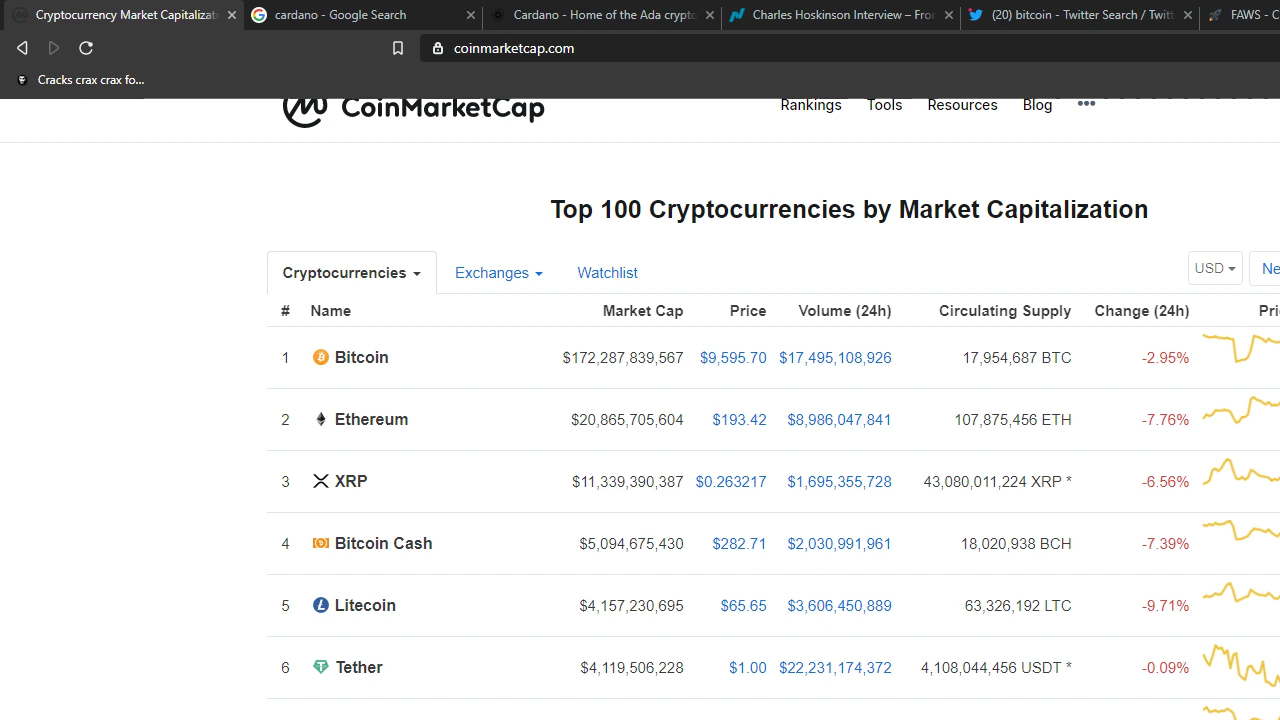 Cryptocurrency Market Capitalizati
cardano - Google Search
Cardano - Home of the Ada crypto
Charles Hoskinson Interview – Fro
(20) bitcoin - Twitter Search / Twitt
FAWS - C
coinmarketcap.com
Cracks crax crax fo...
CoinMarketCap
Rankings Tools Resources Blog •••
Top 100 Cryptocurrencies by Market Capitalization
Cryptocurrencies Exchanges Watchlist USD Ne
# Name Market Cap Price Volume (24h) Circulating Supply Change (24h) Pri
1 Bitcoin $172,287,839,567 $9,595.70 $17,495,108,926 17,954,687 BTC -2.95%
2 Ethereum $20,865,705,604 $193.42 $8,986,047,841 107,875,456 ETH -7.76%
3 XRP $11,339,390,387 $0.263217 $1,695,355,728 43,080,011,224 XRP * -6.56%
4 Bitcoin Cash $5,094,675,430 $282.71 $2,030,991,961 18,020,938 BCH -7.39%
5 Litecoin $4,157,230,695 $65.65 $3,606,450,889 63,326,192 LTC -9.71%
6 Tether $4,119,506,228 $1.00 $22,231,174,372 4,108,044,456 USDT * -0.09%